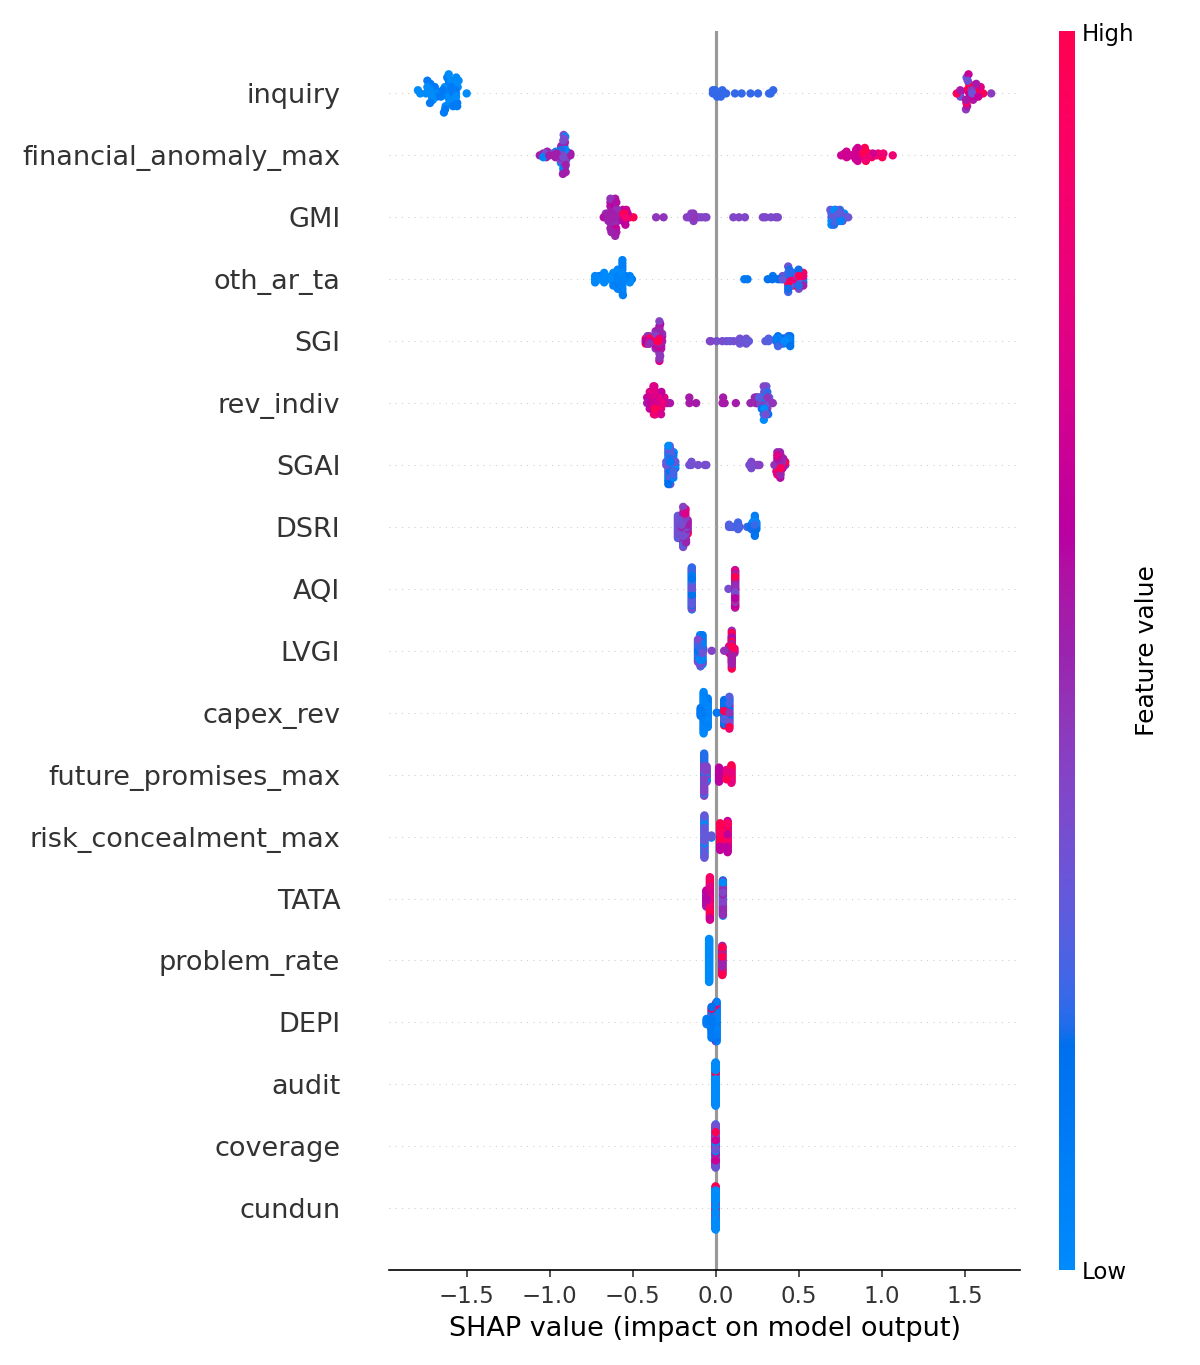 High
inquiry
financial_anomaly_max
GMI
oth_ar_ta
SGI
rev_indiv
SGAI
DSRI
AQI
LVGI
capex_rev
future_promises_max
risk_concealment_max
TATA
problem_rate
DEPI
audit
coverage
cundun
Feature value
Low
−1.5 −1.0 −0.5 0.0 0.5 1.0 1.5
SHAP value (impact on model output)